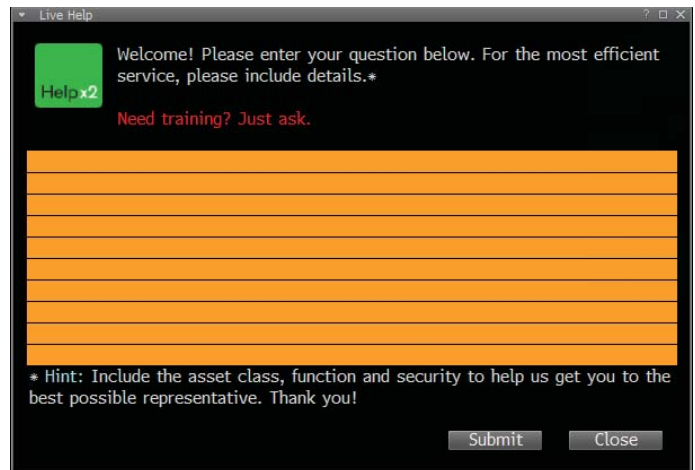 Live Help
Welcome! Please enter your question below. For the most efficient
service, please include details.*
Help x2
Need training? Just ask.
* Hint: Include the asset class, function and security to help us get you to the
best possible representative. Thank you!
Submit Close